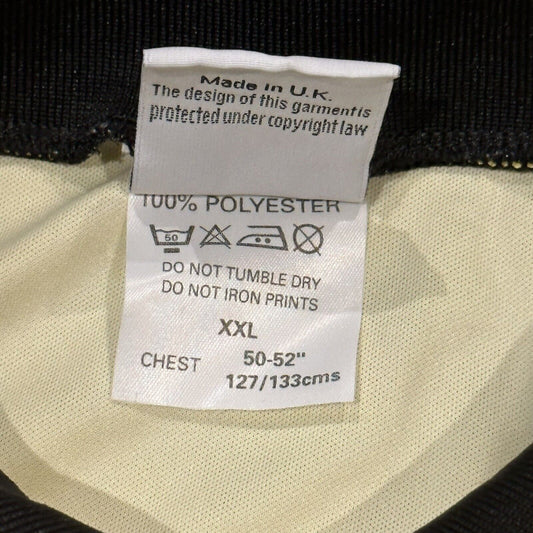 Made in U.K.
The design of this garment is
protected under copyright law
100% POLYESTER
50
DO NOT TUMBLE DRY
DO NOT IRON PRINTS
XXL
CHEST 50-52"
127/133cms